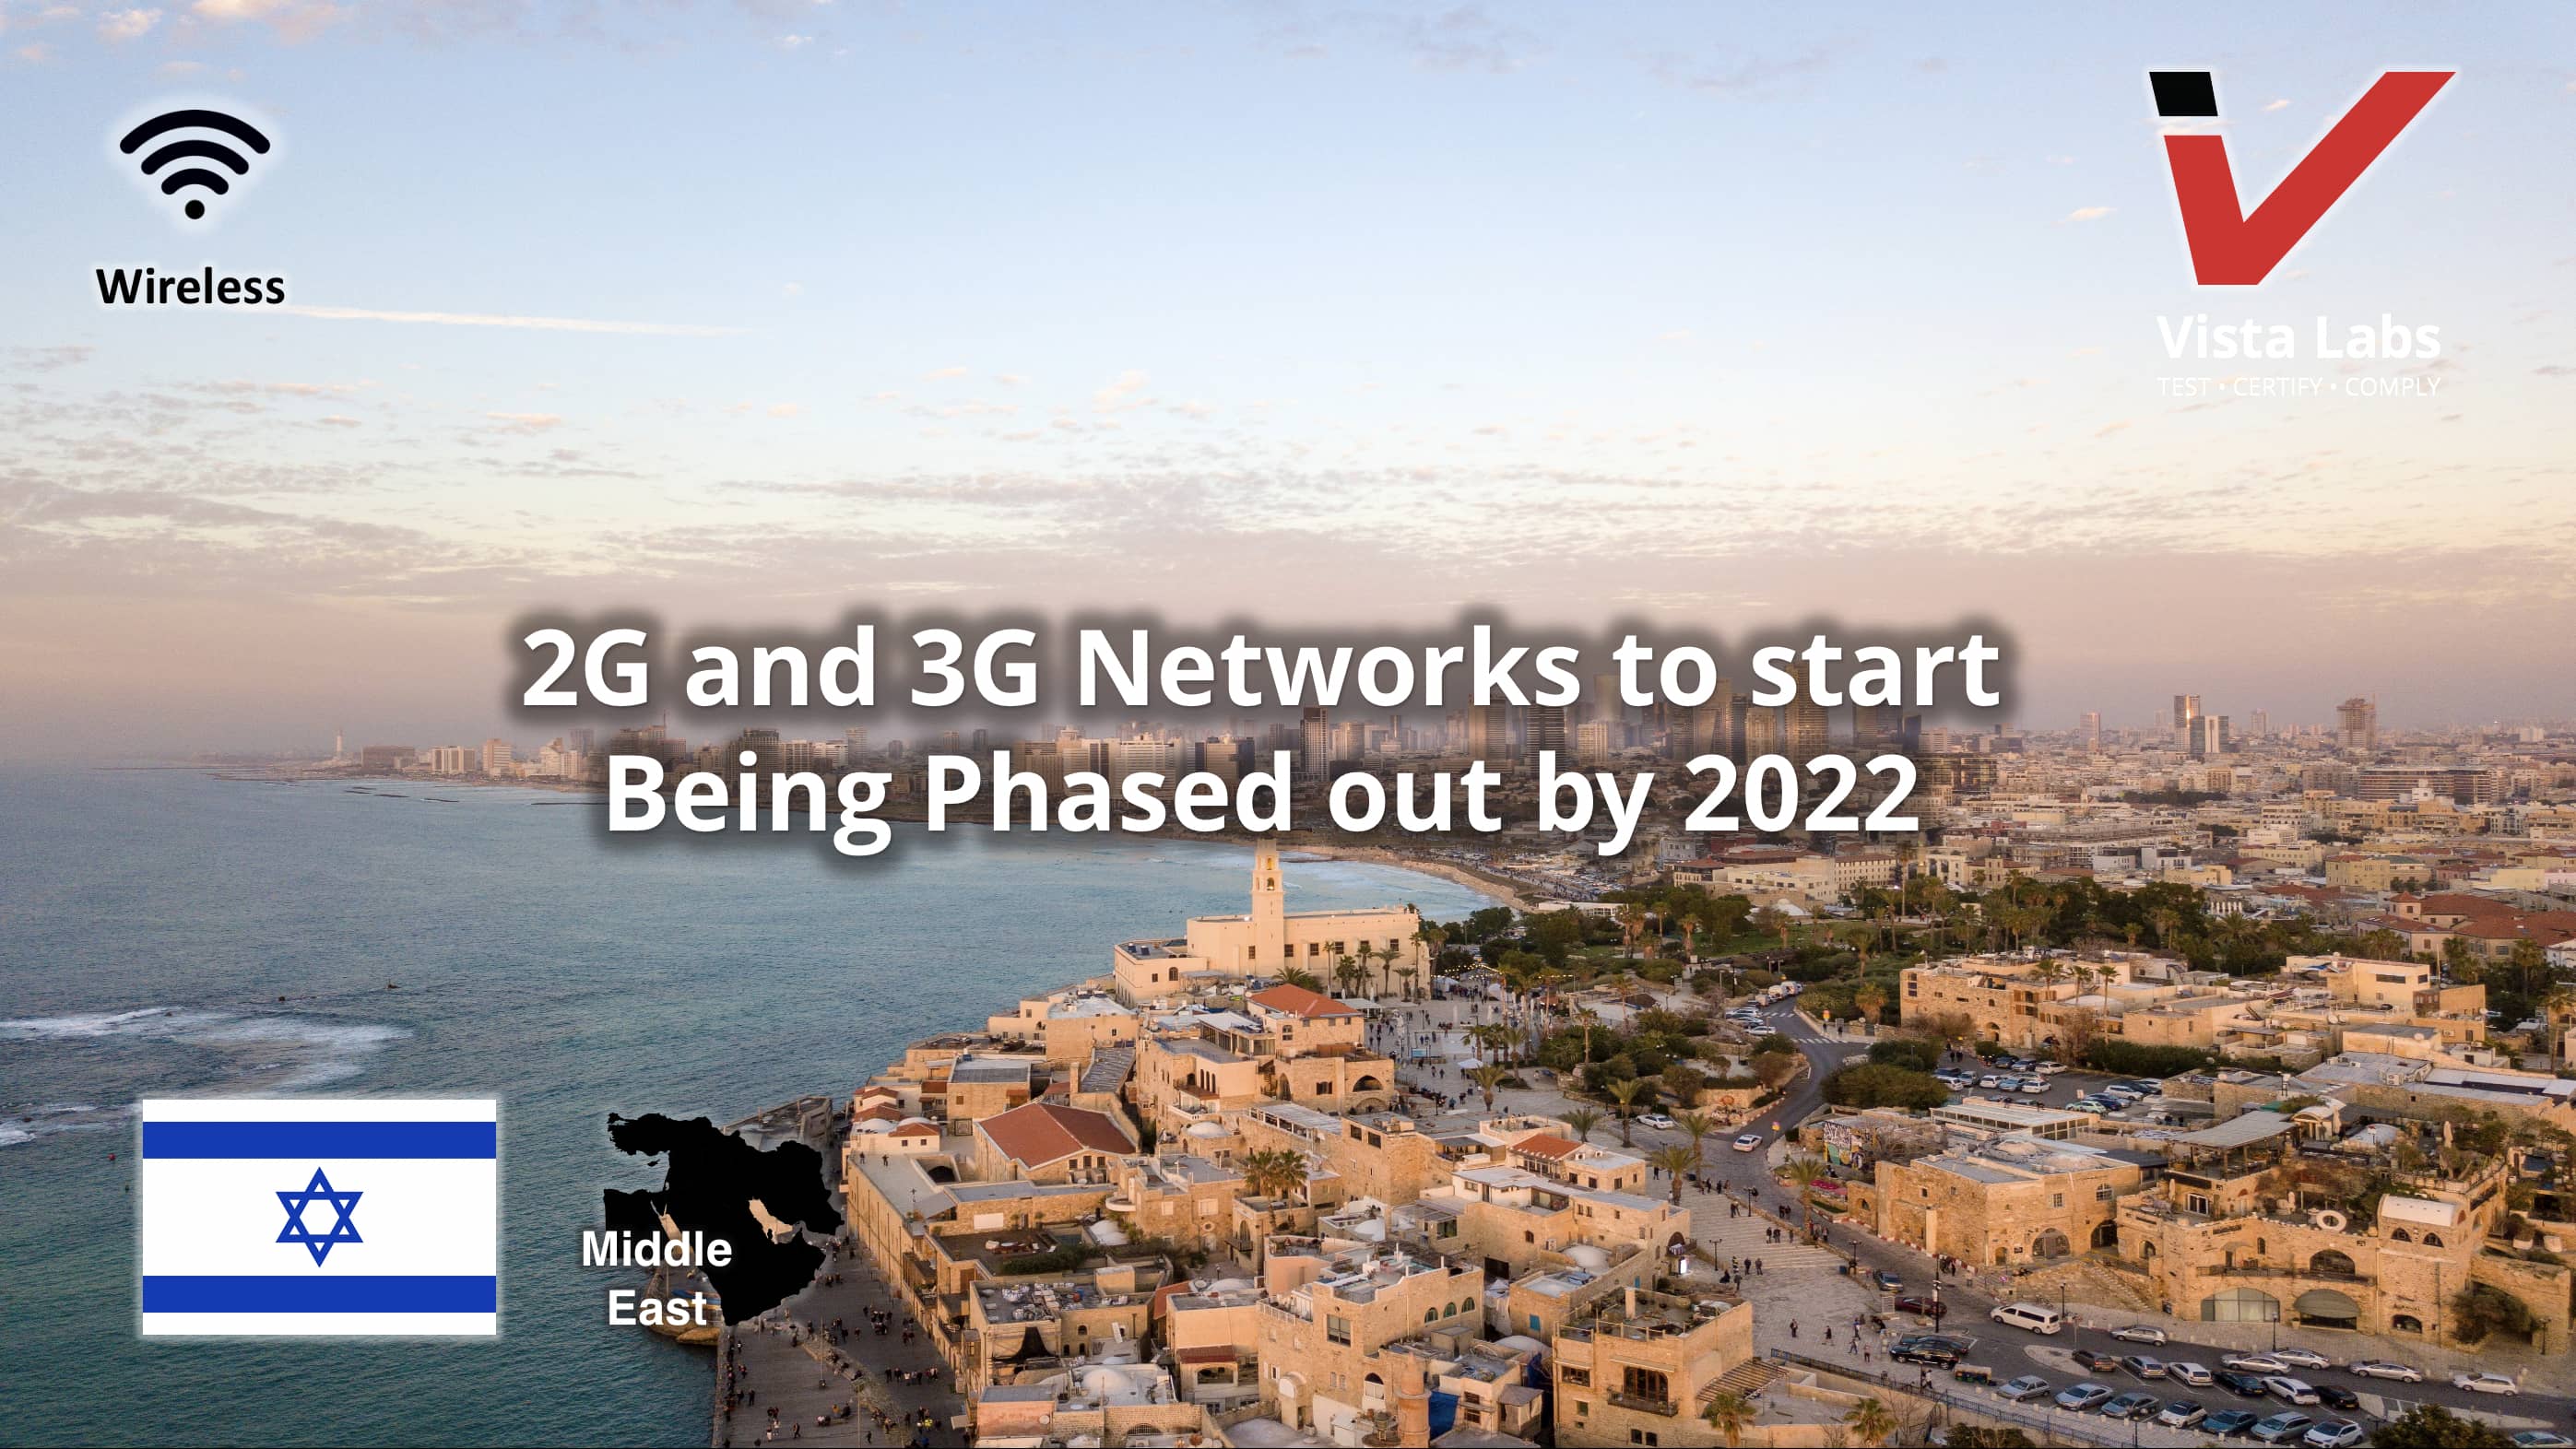 Wireless
Vista Labs
TEST • CERTIFY • COMPLY
2G and 3G Networks to start
Being Phased out by 2022
Middle
East